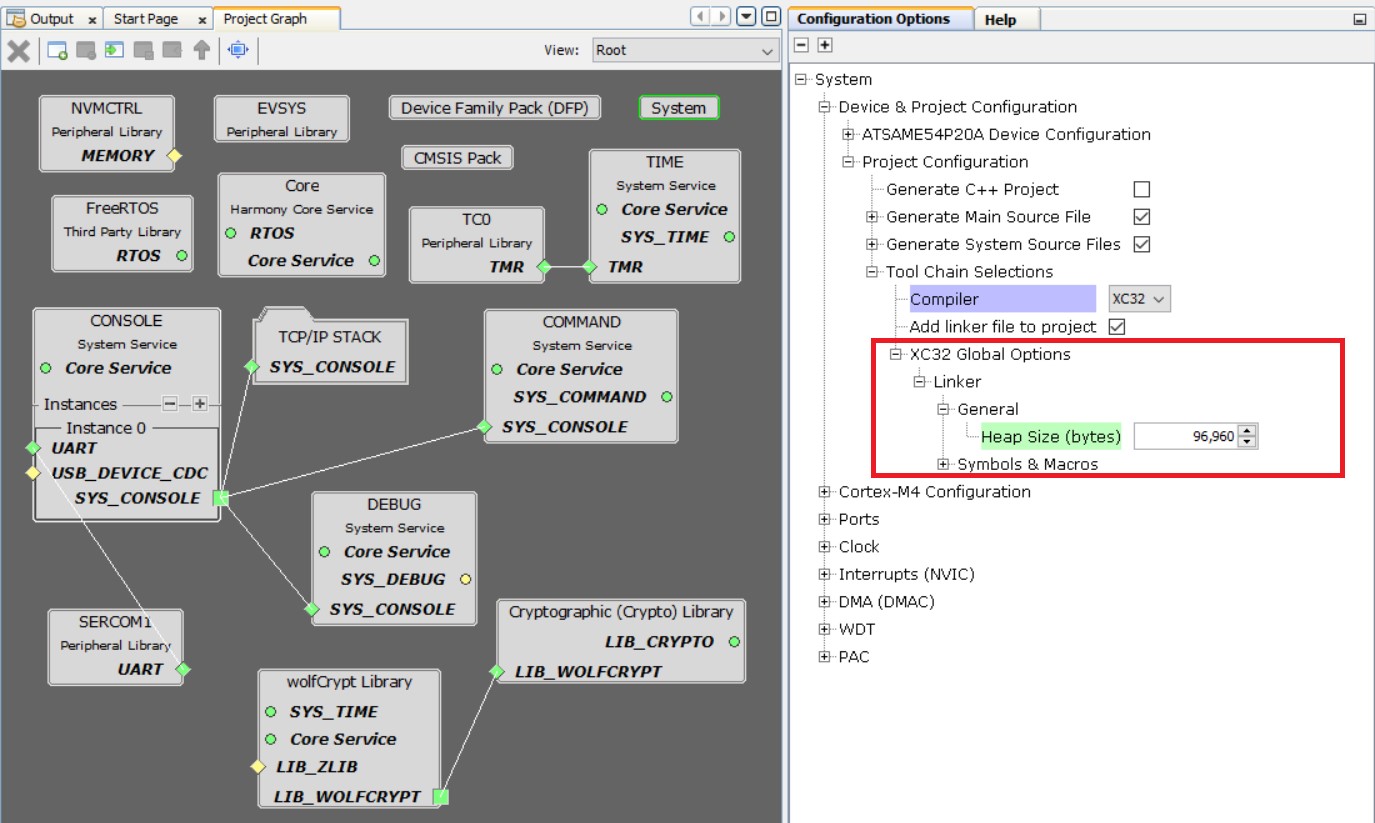 Output x Start Page x Project Graph
View: Root
NVMCTRL
Peripheral Library
MEMORY
EVSYS
Peripheral Library
Device Family Pack (DFP)
System
CMSIS Pack
FreeRTOS
Third Party Library
RTOS
Core
Harmony Core Service
RTOS
Core Service
TC0
Peripheral Library
TMR
TIME
System Service
Core Service
SYS_TIME
TMR
CONSOLE
System Service
Core Service
Instances
Instance 0
UART
USB_DEVICE_CDC
SYS_CONSOLE
TCP/IP STACK
SYS_CONSOLE
COMMAND
System Service
Core Service
SYS_COMMAND
SYS_CONSOLE
DEBUG
System Service
Core Service
SYS_DEBUG
SYS_CONSOLE
SERCOM1
Peripheral Library
UART
Cryptographic (Crypto) Library
LIB_CRYPTO
LIB_WOLFCRYPT
wolfCrypt Library
SYS_TIME
Core Service
LIB_ZLIB
LIB_WOLFCRYPT
Configuration Options Help
System
Device & Project Configuration
ATSAME54P20A Device Configuration
Project Configuration
Generate C++ Project
Generate Main Source File
Generate System Source Files
Tool Chain Selections
Compiler XC32
Add linker file to project
XC32 Global Options
Linker
General
Heap Size (bytes) 96,960
Symbols & Macros
Cortex-M4 Configuration
Ports
Clock
Interrupts (NVIC)
DMA (DMAC)
WDT
PAC